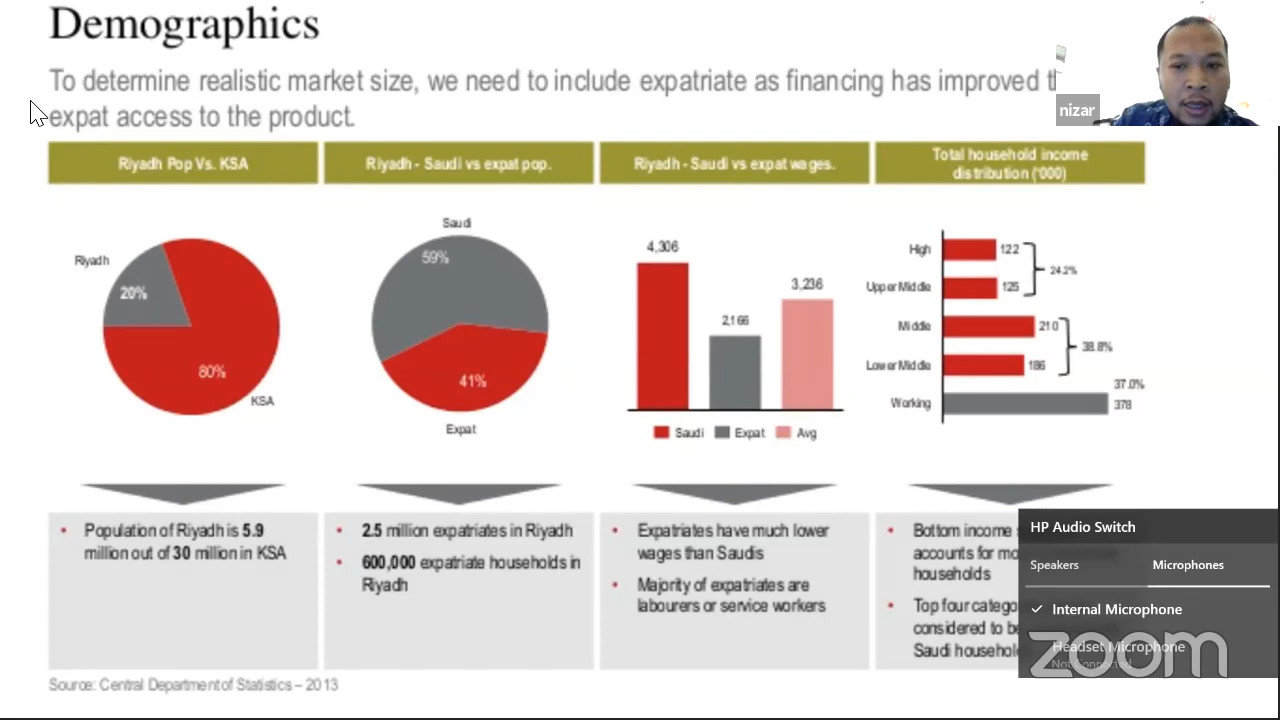 Demographics
To determine realistic market size, we need to include expatriate as financing has improved
expat access to the product.
nizar
Riyadh Pop Vs. KSA
Riyadh - Saudi vs expat pop.
Riyadh - Saudi vs expat wages.
Total household income
distribution ('000)
Riyadh
20%
80%
KSA
Saudi
59%
41%
Expat
4,306
2,166
3,236
Saudi Expat Avg
High 122
24.2%
Upper Middle 125
Middle 210
38.8%
Lower Middle 186
37.0%
Working 378
• Population of Riyadh is 5.9
million out of 30 million in KSA
• 2.5 million expatriates in Riyadh
• 600,000 expatriate households in
Riyadh
• Expatriates have much lower
wages than Saudis
• Majority of expatriates are
labourers or service workers
• Bottom income
accounts for
households
• Top four
considered to
Saudi
HP Audio Switch
Speakers Microphones
Internal Microphone
Headset Microphone
Not Connected
zoom
Source: Central Department of Statistics – 2013